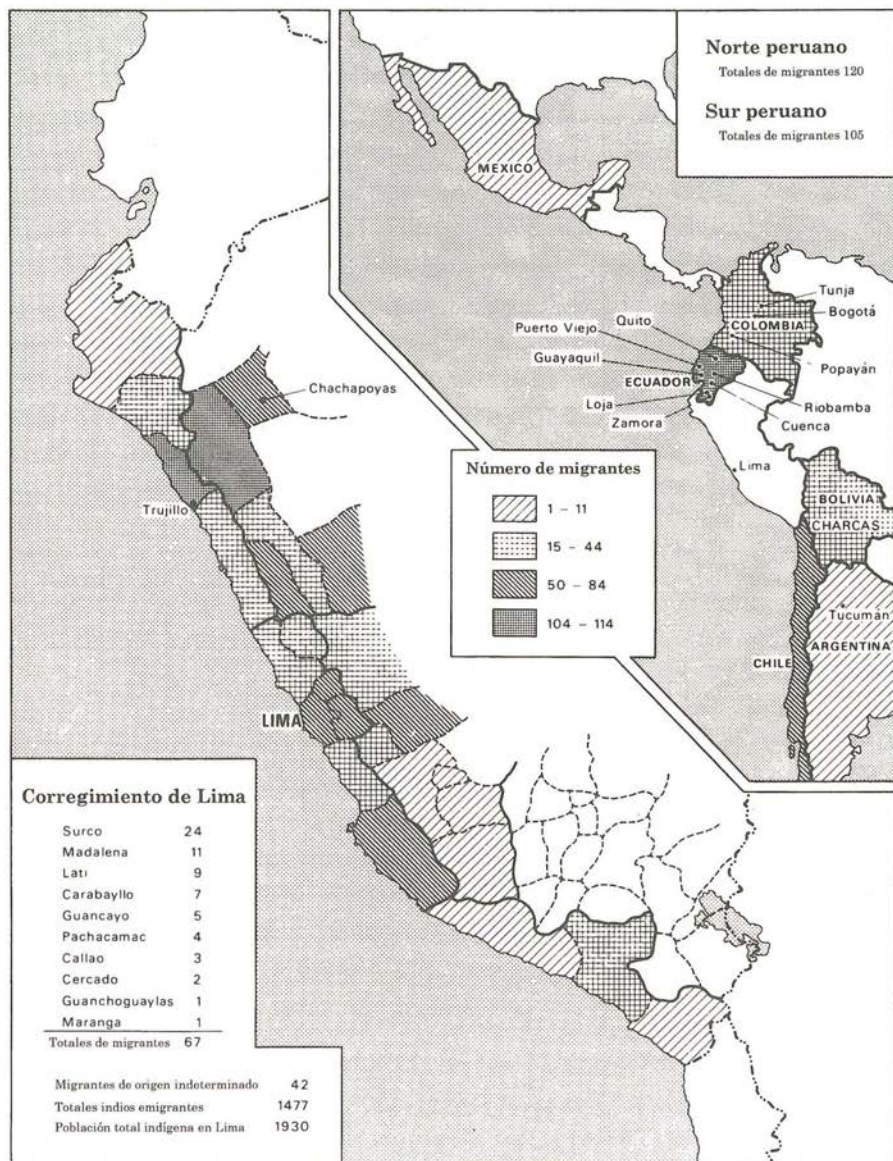 Norte peruano
Totales de migrantes 120
Sur peruano
Totales de migrantes 105
MEXICO
Tunja
Bogotá
COLOMBIA
Quito
Puerto Viejo
Guayaquil
ECUADOR
Popayán
Loja
Riobamba
Zamora
Cuenca
Lima
BOLIVIA
CHARCAS
Tucumán
CHILE
ARGENTINA
Número de migrantes
1 – 11
15 – 44
50 – 84
104 – 114
Chachapoyas
Trujillo
LIMA
Corregimiento de Lima
Surco 24
Madalena 11
Lati 9
Carabayllo 7
Guancayo 5
Pachacamac 4
Callao 3
Cercado 2
Guanchoguaylas 1
Maranga 1
Totales de migrantes 67
Migrantes de origen indeterminado 42
Totales indios emigrantes 1477
Población total indígena en Lima 1930